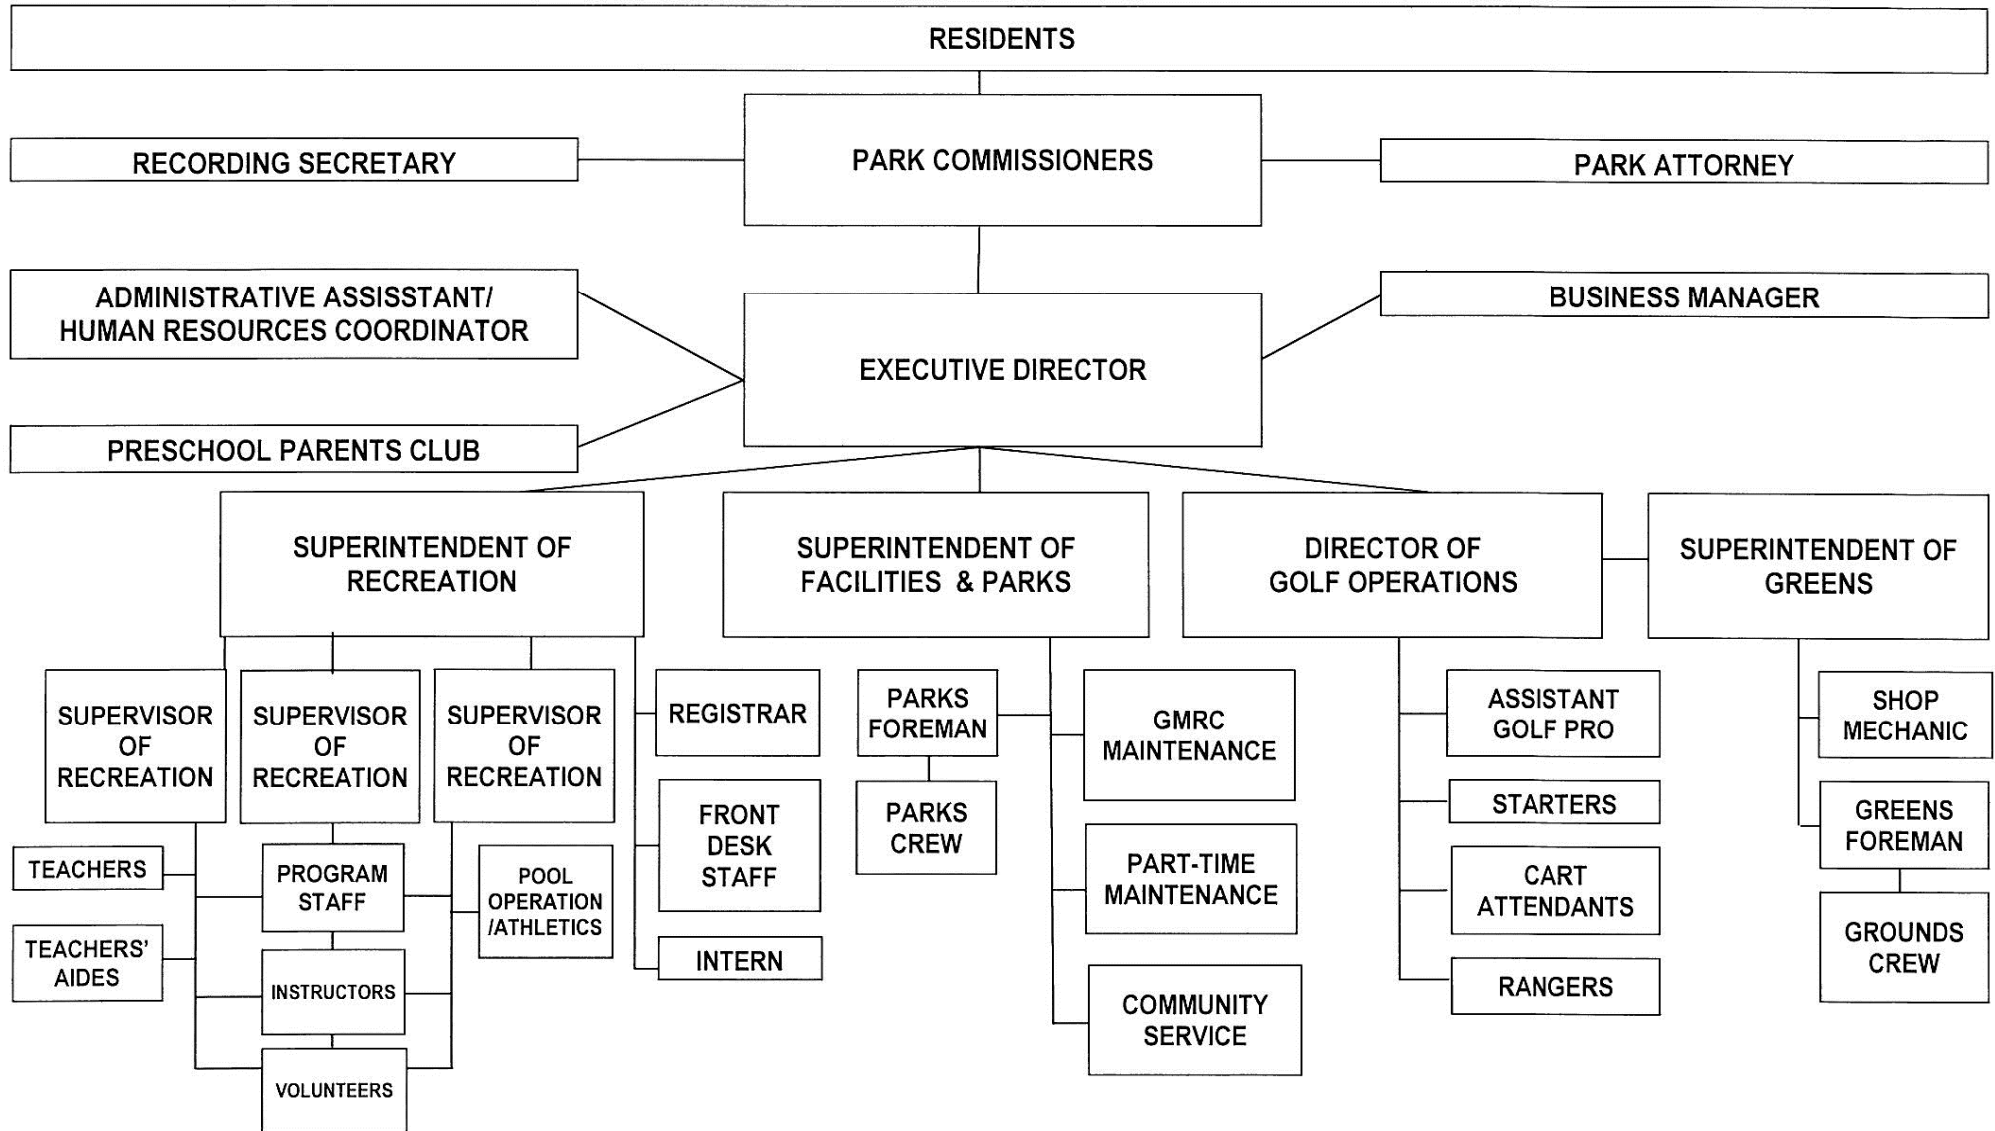 RESIDENTS
RECORDING SECRETARY
PARK COMMISSIONERS
PARK ATTORNEY
ADMINISTRATIVE ASSISSTANT/
HUMAN RESOURCES COORDINATOR
BUSINESS MANAGER
EXECUTIVE DIRECTOR
PRESCHOOL PARENTS CLUB
SUPERINTENDENT OF
RECREATION
SUPERINTENDENT OF
FACILITIES & PARKS
DIRECTOR OF
GOLF OPERATIONS
SUPERINTENDENT OF
GREENS
SUPERVISOR
OF
RECREATION
SUPERVISOR
OF
RECREATION
SUPERVISOR
OF
RECREATION
REGISTRAR
FRONT
DESK
STAFF
INTERN
TEACHERS
TEACHERS'
AIDES
PROGRAM
STAFF
INSTRUCTORS
VOLUNTEERS
POOL
OPERATION
/ATHLETICS
PARKS
FOREMAN
PARKS
CREW
GMRC
MAINTENANCE
PART-TIME
MAINTENANCE
COMMUNITY
SERVICE
ASSISTANT
GOLF PRO
STARTERS
CART
ATTENDANTS
RANGERS
SHOP
MECHANIC
GREENS
FOREMAN
GROUNDS
CREW